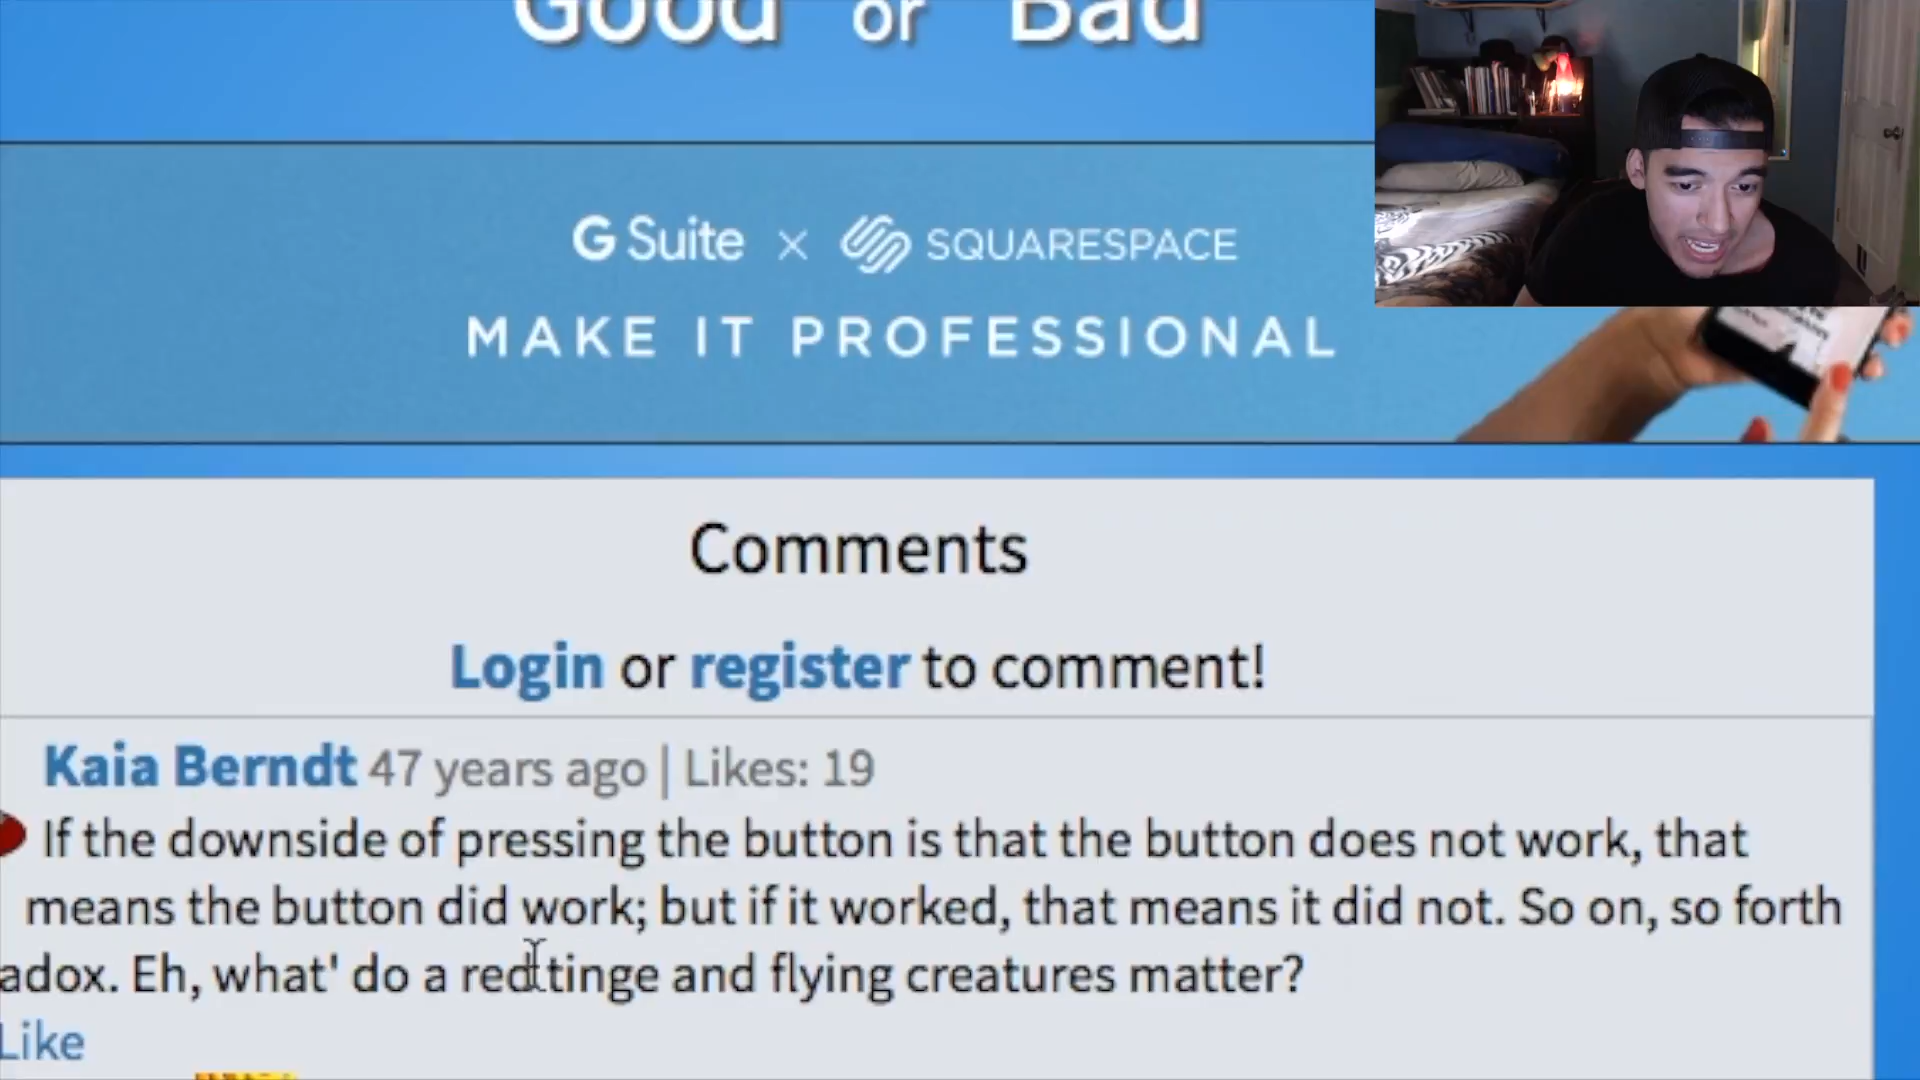 Good or Bad
G Suite × SQUARESPACE
MAKE IT PROFESSIONAL
Comments
Login or register to comment!
Kaia Berndt 47 years ago | Likes: 19
If the downside of pressing the button is that the button does not work, that
means the button did work; but if it worked, that means it did not. So on, so forth
adox. Eh, what' do a red tinge and flying creatures matter?
Like